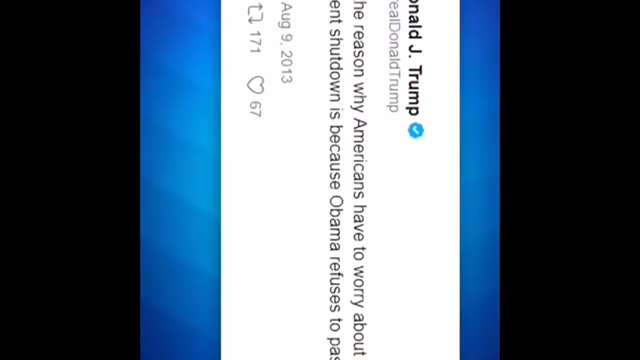 onald J. Trump
realDonaldTrump
he reason why Americans have to worry about
ent shutdown is because Obama refuses to pas
Aug 9, 2013
171 67